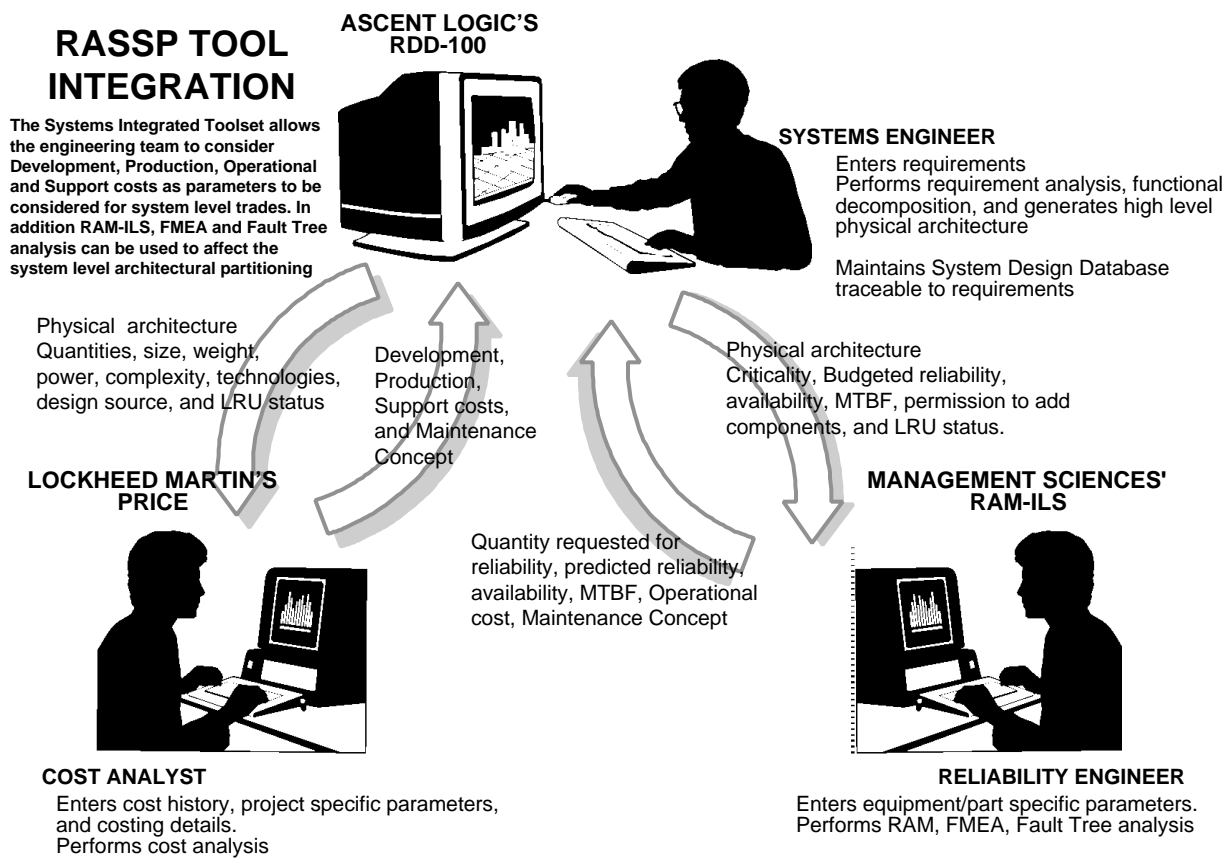 RASSP TOOL
INTEGRATION
The Systems Integrated Toolset allows
the engineering team to consider
Development, Production, Operational
and Support costs as parameters to be
considered for system level trades. In
addition RAM-ILS, FMEA and Fault Tree
analysis can be used to affect the
system level architectural partitioning
ASCENT LOGIC'S
RDD-100
SYSTEMS ENGINEER
Enters requirements
Performs requirement analysis, functional
decomposition, and generates high level
physical architecture
Maintains System Design Database
traceable to requirements
Physical architecture
Quantities, size, weight,
power, complexity, technologies,
design source, and LRU status
Development,
Production,
Support costs,
and Maintenance
Concept
Physical architecture
Criticality, Budgeted reliability,
availability, MTBF, permission to add
components, and LRU status.
LOCKHEED MARTIN'S
PRICE
MANAGEMENT SCIENCES'
RAM-ILS
Quantity requested for
reliability, predicted reliability,
availability, MTBF, Operational
cost, Maintenance Concept
COST ANALYST
Enters cost history, project specific parameters,
and costing details.
Performs cost analysis
RELIABILITY ENGINEER
Enters equipment/part specific parameters.
Performs RAM, FMEA, Fault Tree analysis